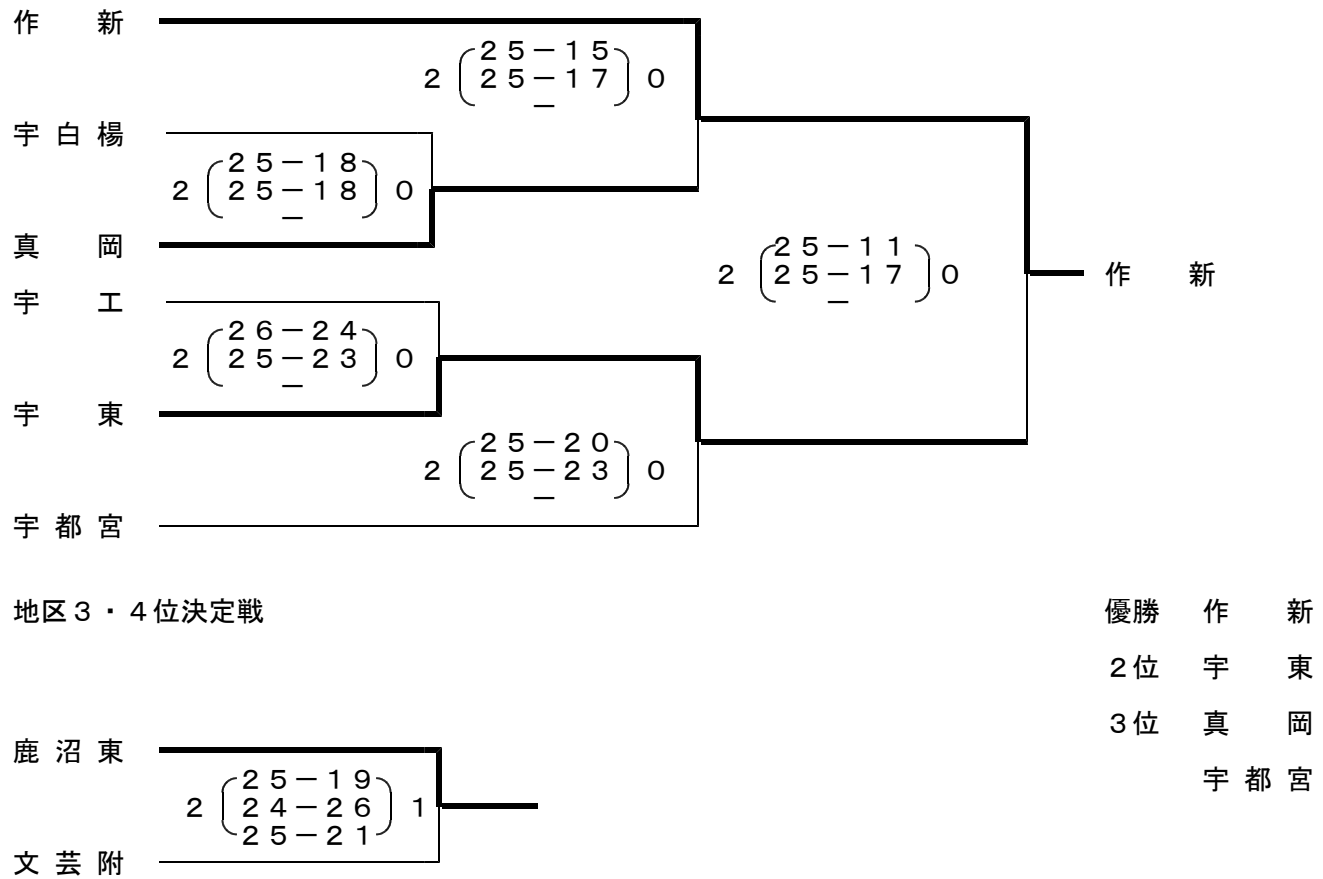 作新
２５－１５
２ ２５－１７ ０
－
宇白楊
２５－１８
２ ２５－１８ ０
－
真岡
２５－１１
２ ２５－１７ ０
－
作新
宇工
２６－２４
２ ２５－２３ ０
－
宇東
２５－２０
２ ２５－２３ ０
－
宇都宮
地区３・４位決定戦
優勝 作新
２位 宇東
３位 真岡
宇都宮
鹿沼東
２５－１９
２ ２４－２６ １
２５－２１
文芸附